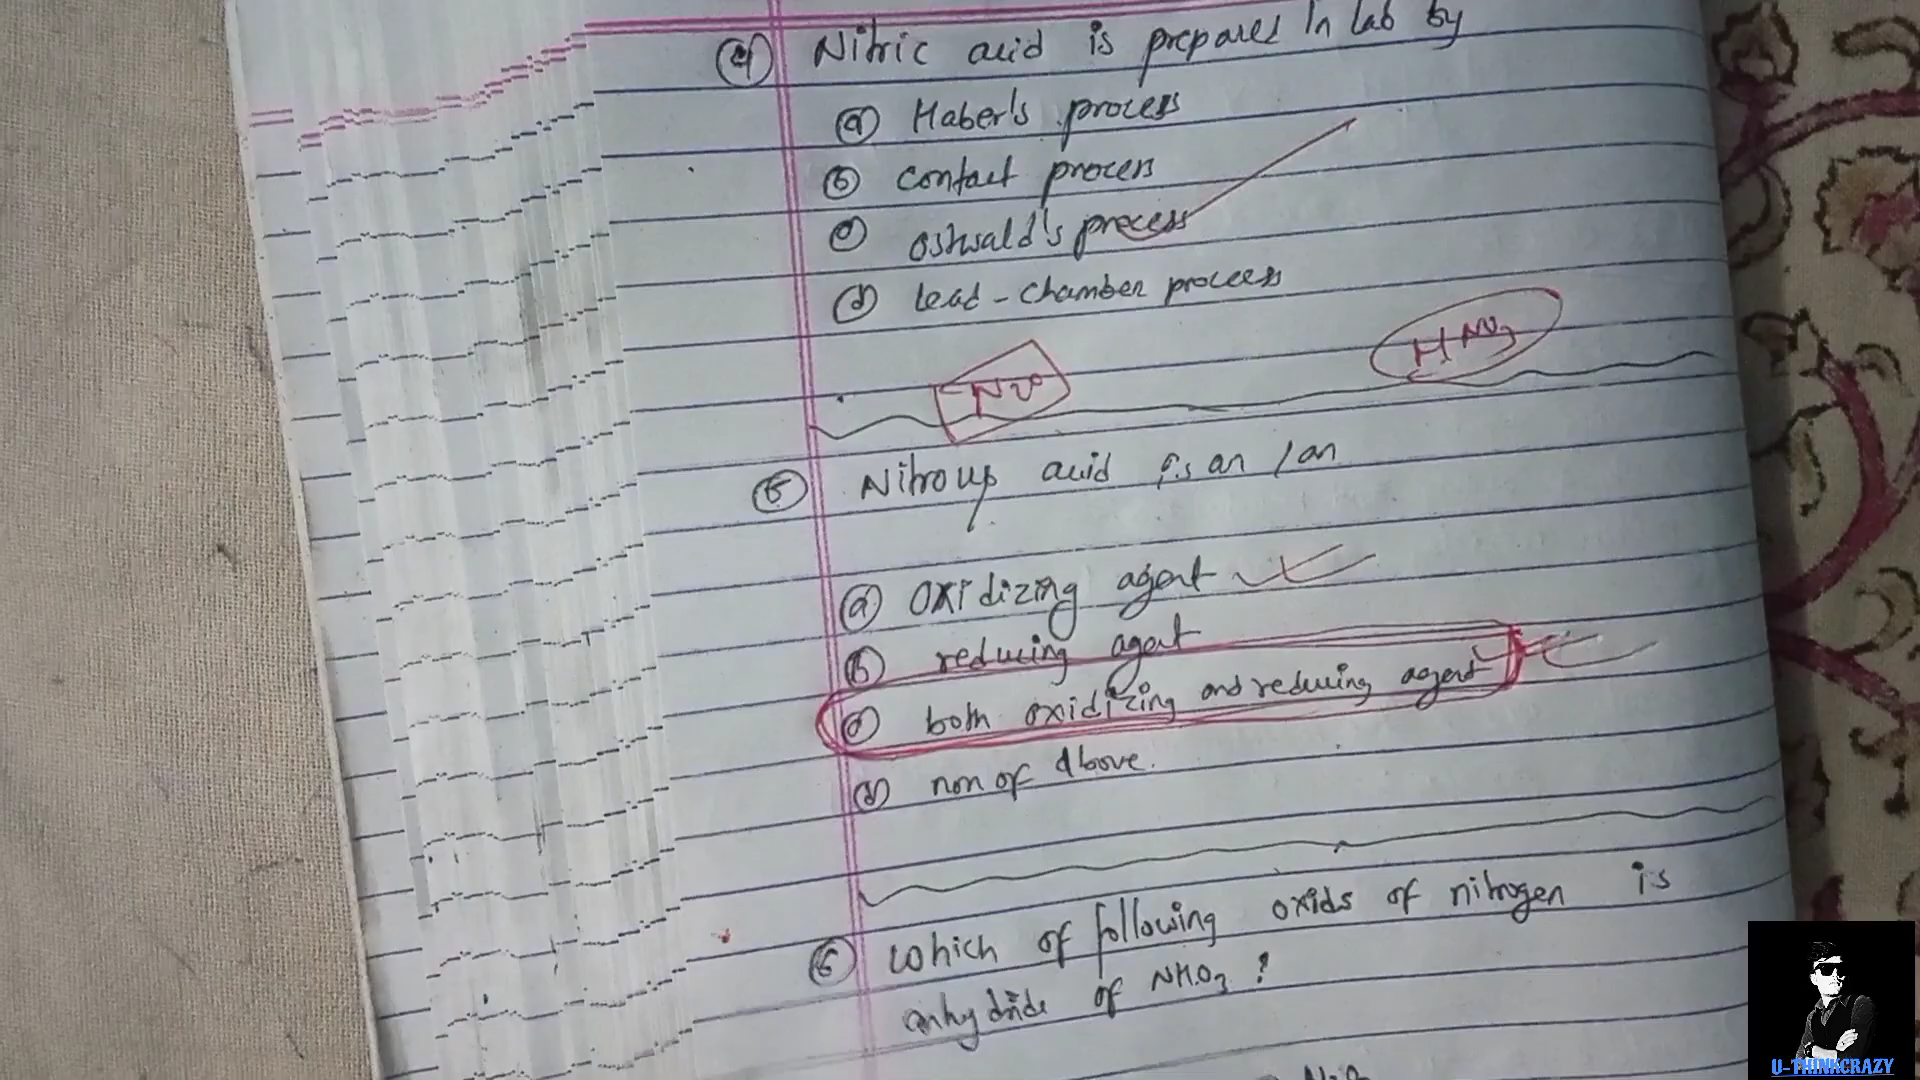 ④ Nitric acid is prepared In lab by
ⓐ Haber's process
ⓑ contact process
ⓒ ostwald's process
ⓓ lead-chamber process
HNO3
⑤ Nitrous acid is an / an
ⓐ oxidizing agent
ⓑ reducing agent
ⓒ both oxidizing and reducing agent
ⓓ non of above.
⑥ which of following oxids of nitrogen is
anhydride of NHO3 ?
U-THINKCRAZY